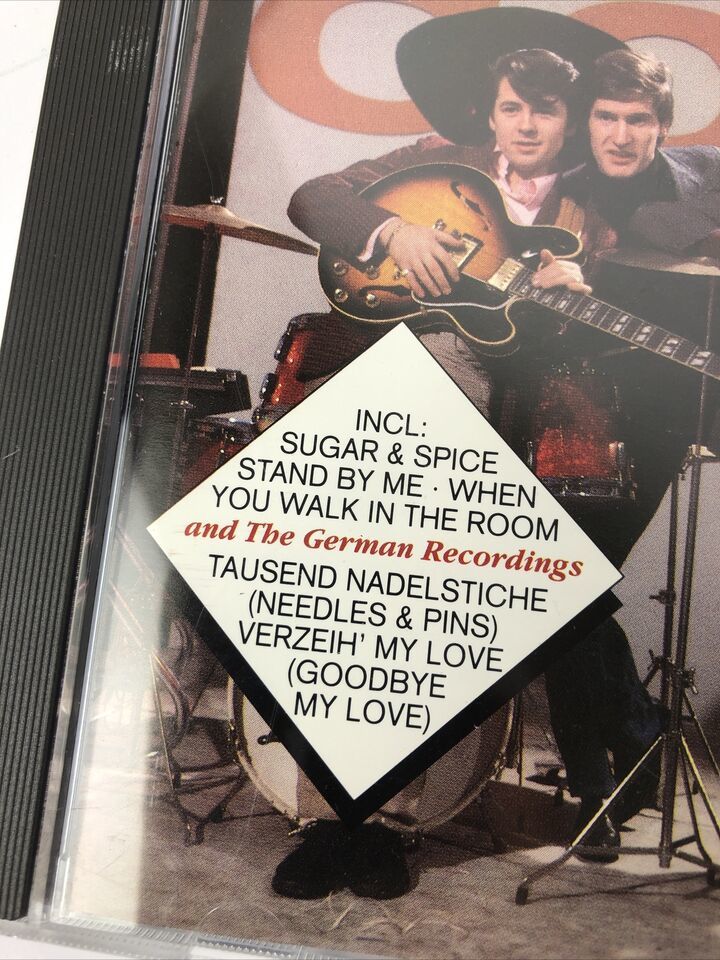 INCL:
SUGAR & SPICE
STAND BY ME · WHEN
YOU WALK IN THE ROOM
and The German Recordings
TAUSEND NADELSTICHE
(NEEDLES & PINS)
VERZEIH' MY LOVE
(GOODBYE
MY LOVE)